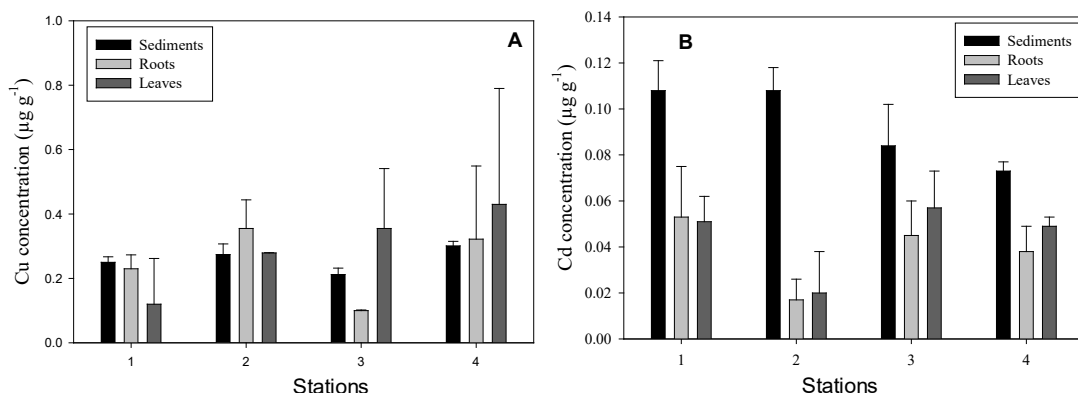 A
Sediments
Roots
Leaves
Cu concentration (µg g⁻¹)
1.0
0.8
0.6
0.4
0.2
0.0
1 2 3 4
Stations
B
Sediments
Roots
Leaves
Cd concentration (µg g⁻¹)
0.14
0.12
0.10
0.08
0.06
0.04
0.02
0.00
1 2 3 4
Stations